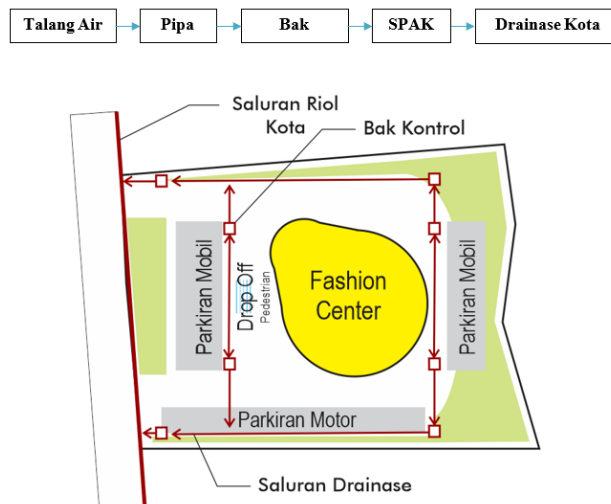 Talang Air
Pipa
Bak
SPAK
Drainase Kota
Saluran Riol
Kota
Bak Kontrol
Parkiran Mobil
Drop Off
Pedestrian
Fashion
Center
Parkiran Mobil
Parkiran Motor
Saluran Drainase